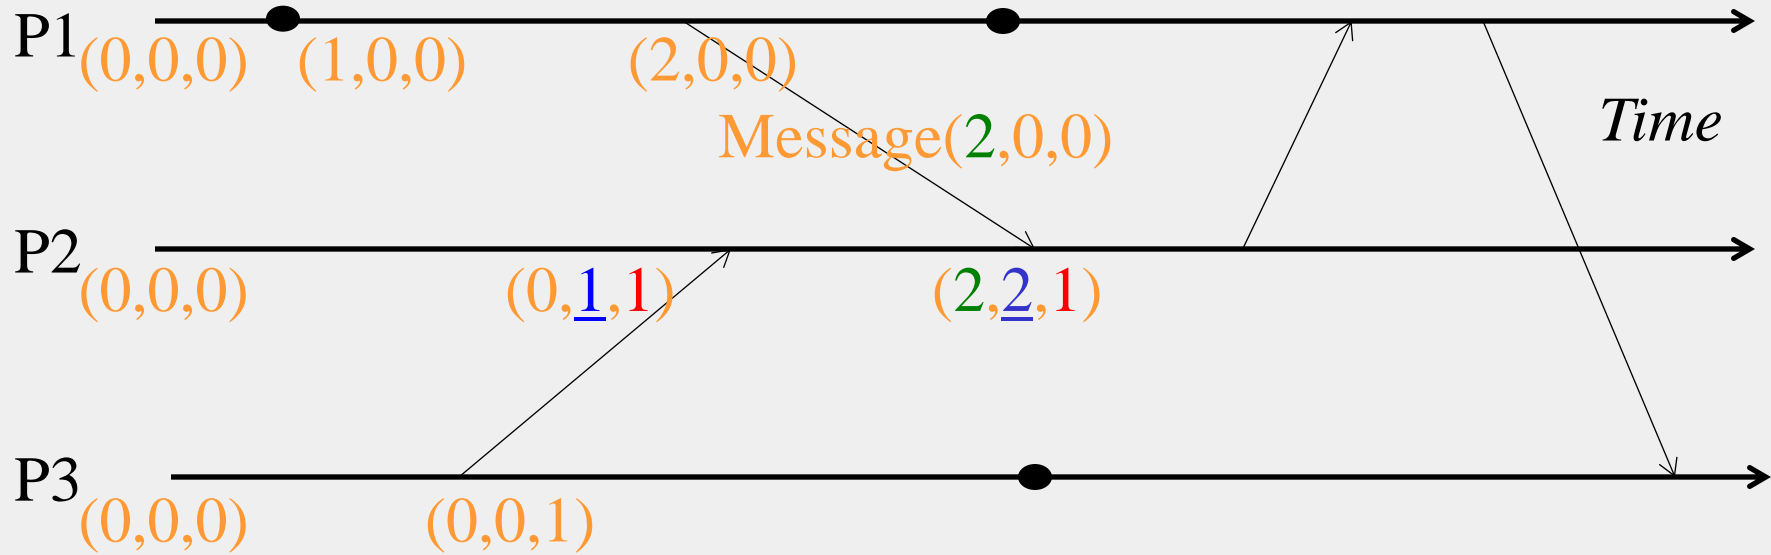 P1
(0,0,0) (1,0,0) (2,0,0)
Time
Message(2,0,0)
P2
(0,0,0) (0,1,1) (2,2,1)
P3
(0,0,0) (0,0,1)